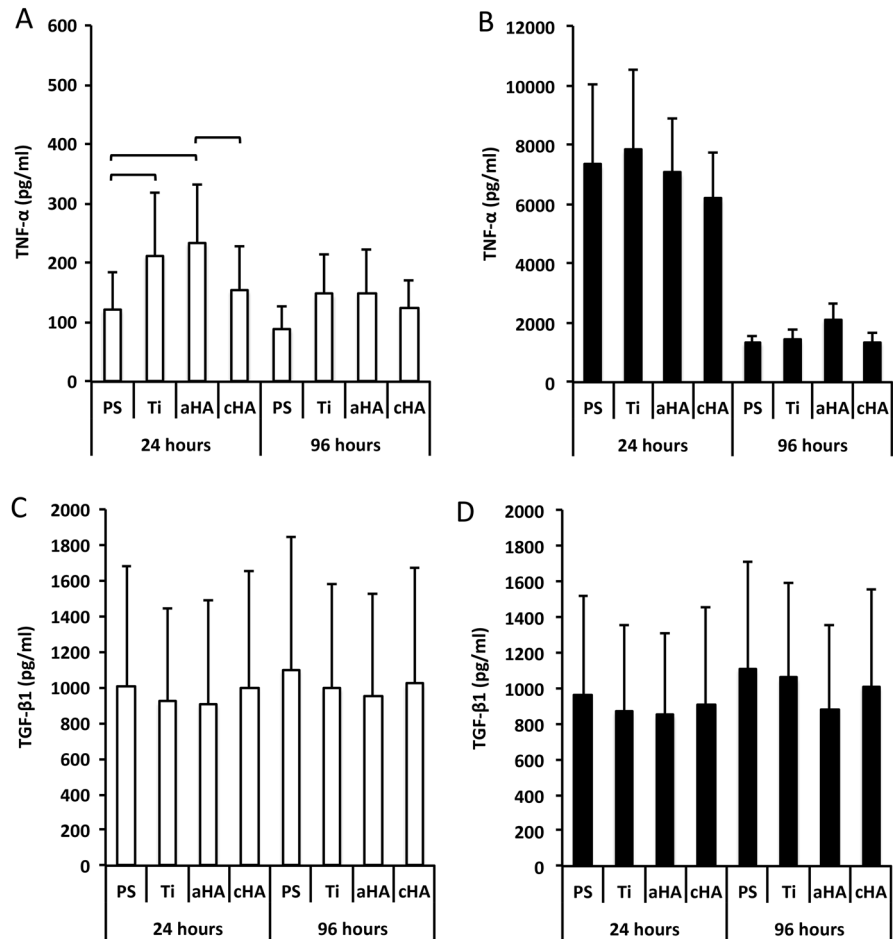 A
TNF-α (pg/ml)
600
500
400
300
200
100
0
PS Ti aHA cHA PS Ti aHA cHA
24 hours 96 hours
B
TNF-α (pg/ml)
12000
10000
8000
6000
4000
2000
0
PS Ti aHA cHA PS Ti aHA cHA
24 hours 96 hours
C
TGF-β1 (pg/ml)
2000
1800
1600
1400
1200
1000
800
600
400
200
0
PS Ti aHA cHA PS Ti aHA cHA
24 hours 96 hours
D
TGF-β1 (pg/ml)
2000
1800
1600
1400
1200
1000
800
600
400
200
0
PS Ti aHA cHA PS Ti aHA cHA
24 hours 96 hours